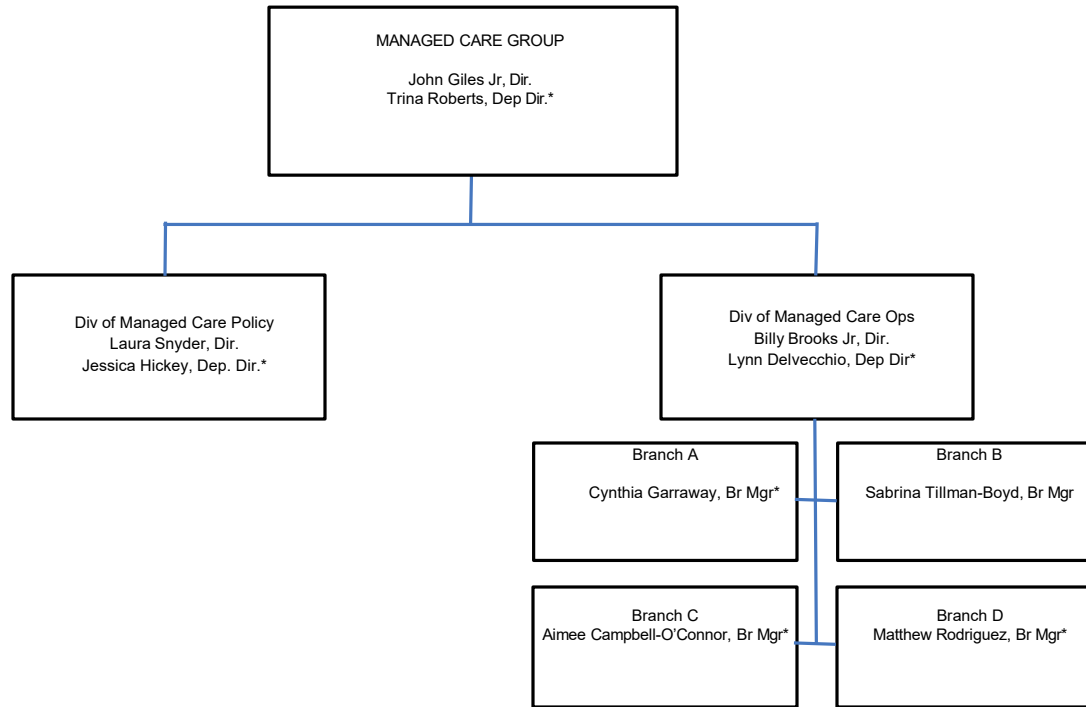 MANAGED CARE GROUP
John Giles Jr, Dir.
Trina Roberts, Dep Dir.*
Div of Managed Care Policy
Laura Snyder, Dir.
Jessica Hickey, Dep. Dir.*
Div of Managed Care Ops
Billy Brooks Jr, Dir.
Lynn Delvecchio, Dep Dir*
Branch A
Cynthia Garraway, Br Mgr*
Branch B
Sabrina Tillman-Boyd, Br Mgr
Branch C
Aimee Campbell-O’Connor, Br Mgr*
Branch D
Matthew Rodriguez, Br Mgr*